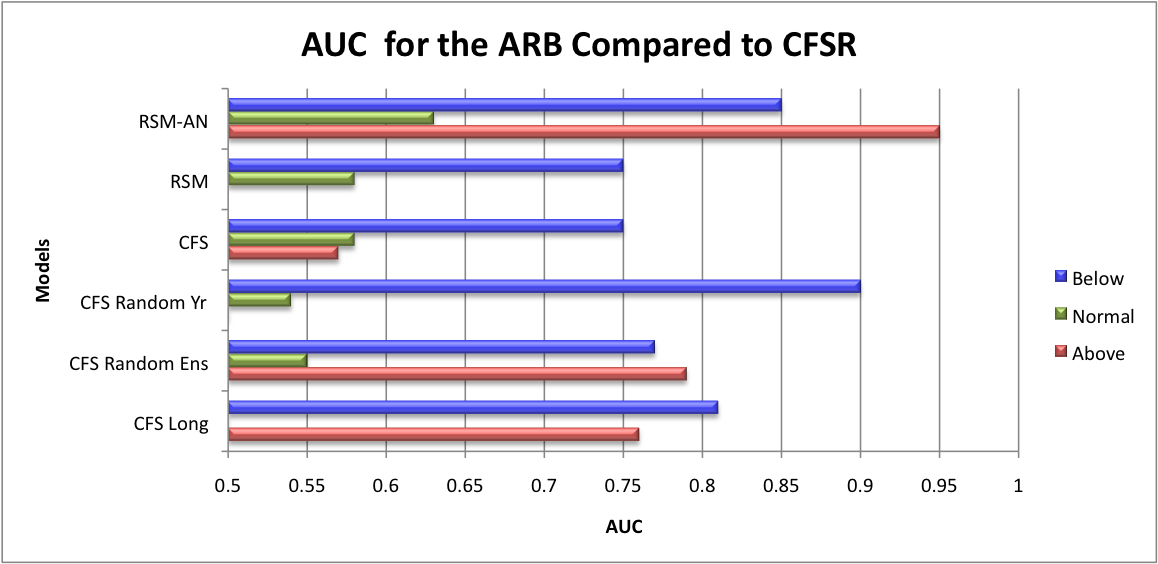 AUC  for the ARB Compared to CFSR
RSM-AN
RSM
CFS
CFS Random Yr
CFS Random Ens
CFS Long
Models
0.5 0.55 0.6 0.65 0.7 0.75 0.8 0.85 0.9 0.95 1
AUC
Below
Normal
Above